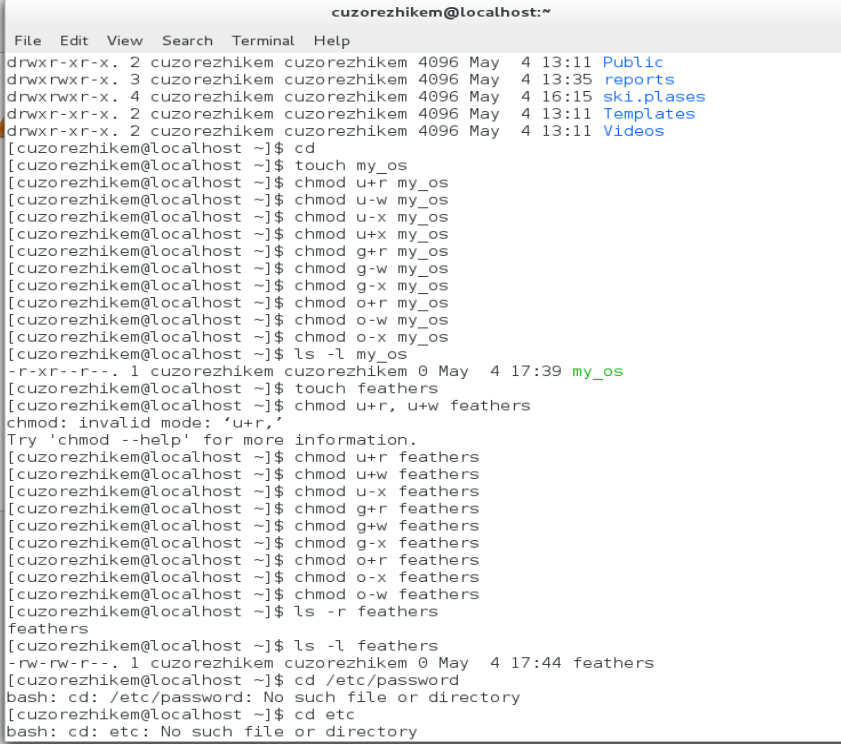 cuzorezhikem@localhost:~
File Edit View Search Terminal Help
drwxr-xr-x. 2 cuzorezhikem cuzorezhikem 4096 May  4 13:11 Public
drwxrwxr-x. 3 cuzorezhikem cuzorezhikem 4096 May  4 13:35 reports
drwxrwxr-x. 4 cuzorezhikem cuzorezhikem 4096 May  4 16:15 ski.plases
drwxr-xr-x. 2 cuzorezhikem cuzorezhikem 4096 May  4 13:11 Templates
drwxr-xr-x. 2 cuzorezhikem cuzorezhikem 4096 May  4 13:11 Videos
[cuzorezhikem@localhost ~]$ cd
[cuzorezhikem@localhost ~]$ touch my_os
[cuzorezhikem@localhost ~]$ chmod u+r my_os
[cuzorezhikem@localhost ~]$ chmod u-w my_os
[cuzorezhikem@localhost ~]$ chmod u-x my_os
[cuzorezhikem@localhost ~]$ chmod u+x my_os
[cuzorezhikem@localhost ~]$ chmod g+r my_os
[cuzorezhikem@localhost ~]$ chmod g-w my_os
[cuzorezhikem@localhost ~]$ chmod g-x my_os
[cuzorezhikem@localhost ~]$ chmod o+r my_os
[cuzorezhikem@localhost ~]$ chmod o-w my_os
[cuzorezhikem@localhost ~]$ chmod o-x my_os
[cuzorezhikem@localhost ~]$ ls -l my_os
-r-xr--r--. 1 cuzorezhikem cuzorezhikem 0 May  4 17:39 my_os
[cuzorezhikem@localhost ~]$ touch feathers
[cuzorezhikem@localhost ~]$ chmod u+r, u+w feathers
chmod: invalid mode: ‘u+r,’
Try 'chmod --help' for more information.
[cuzorezhikem@localhost ~]$ chmod u+r feathers
[cuzorezhikem@localhost ~]$ chmod u+w feathers
[cuzorezhikem@localhost ~]$ chmod u-x feathers
[cuzorezhikem@localhost ~]$ chmod g+r feathers
[cuzorezhikem@localhost ~]$ chmod g+w feathers
[cuzorezhikem@localhost ~]$ chmod g-x feathers
[cuzorezhikem@localhost ~]$ chmod o+r feathers
[cuzorezhikem@localhost ~]$ chmod o-x feathers
[cuzorezhikem@localhost ~]$ chmod o-w feathers
[cuzorezhikem@localhost ~]$ ls -r feathers
feathers
[cuzorezhikem@localhost ~]$ ls -l feathers
-rw-rw-r--. 1 cuzorezhikem cuzorezhikem 0 May  4 17:44 feathers
[cuzorezhikem@localhost ~]$ cd /etc/password
bash: cd: /etc/password: No such file or directory
[cuzorezhikem@localhost ~]$ cd etc
bash: cd: etc: No such file or directory